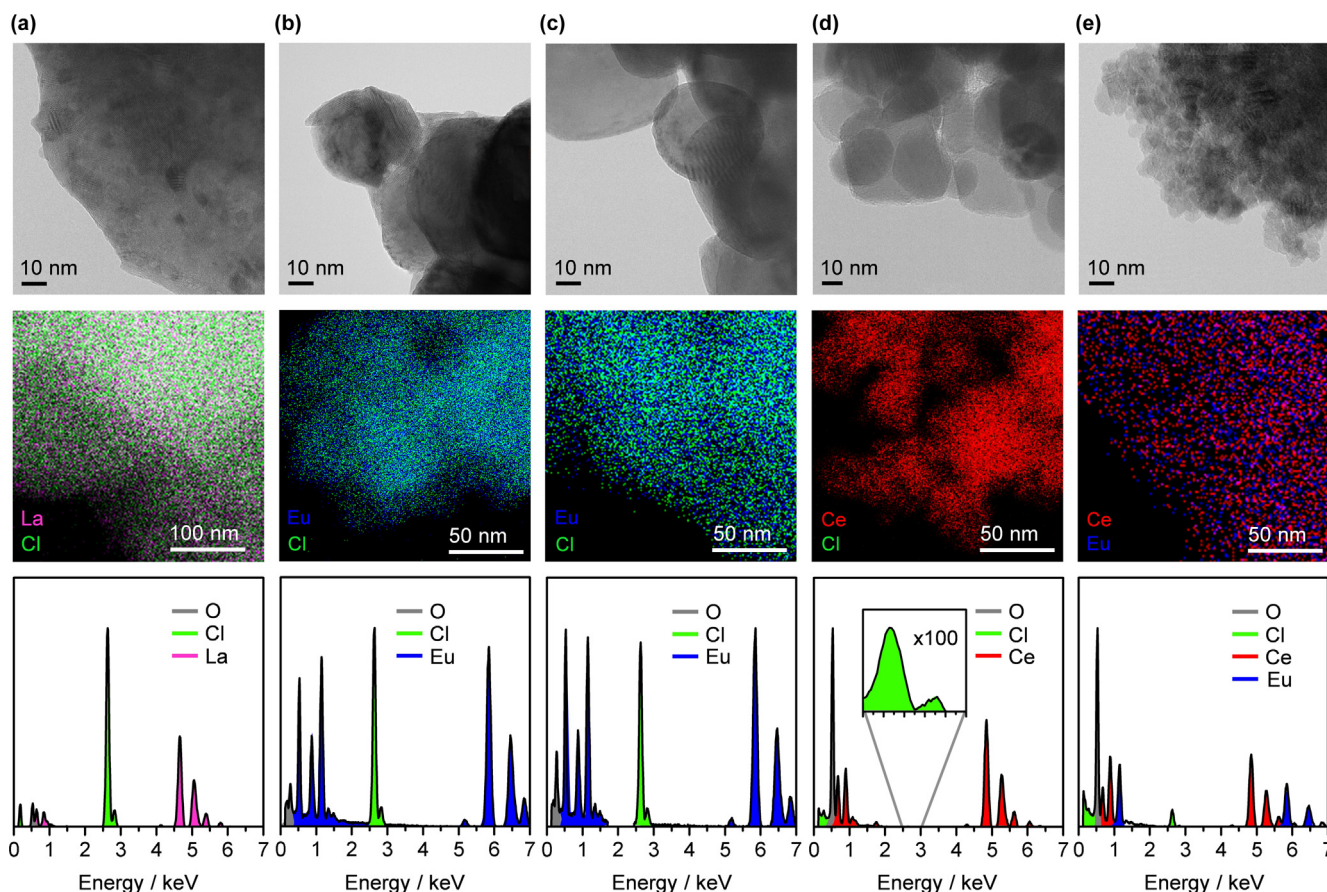 (a) (b) (c) (d) (e)
10 nm 10 nm 10 nm 10 nm 10 nm
La
Cl
100 nm
Eu
Cl
50 nm
Eu
Cl
50 nm
Ce
Cl
50 nm
Ce
Eu
50 nm
O
Cl
La
O
Cl
Eu
O
Cl
Eu
O
Cl
Ce
x100
O
Cl
Ce
Eu
0 1 2 3 4 5 6 7
0 1 2 3 4 5 6 7
0 1 2 3 4 5 6 7
0 1 2 3 4 5 6 7
0 1 2 3 4 5 6 7
Energy / keV Energy / keV Energy / keV Energy / keV Energy / keV